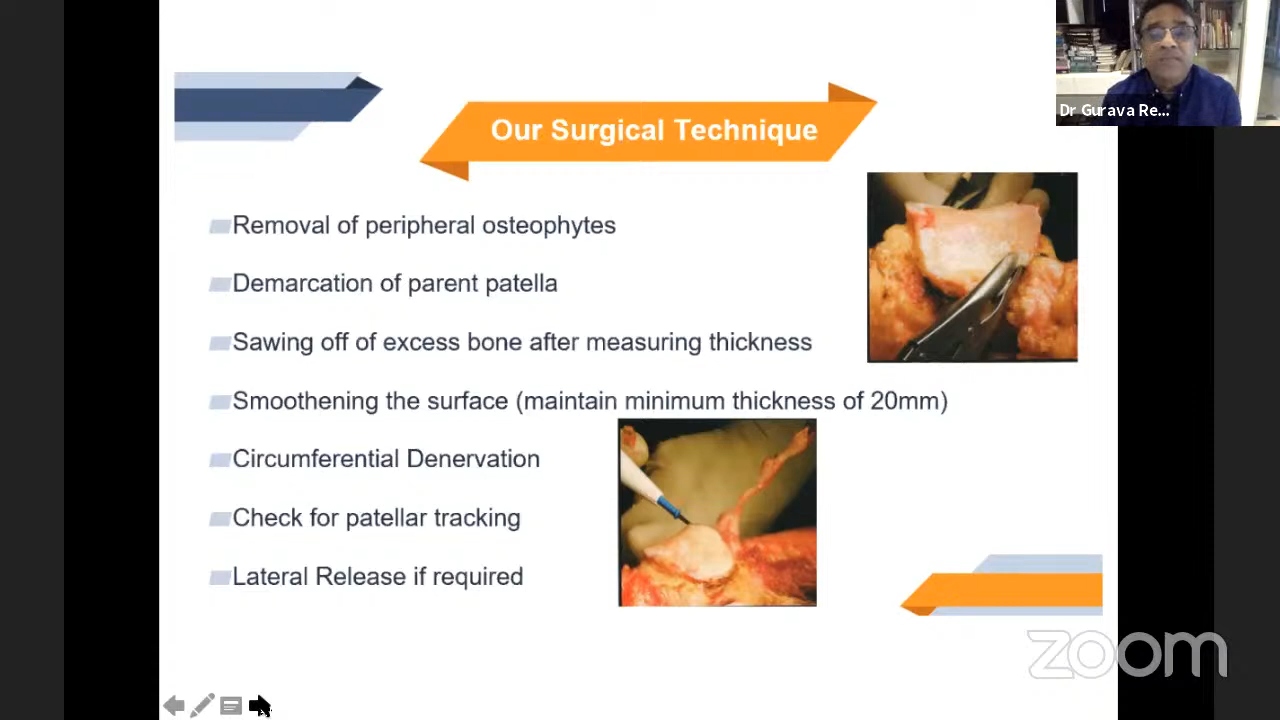 Our Surgical Technique
Removal of peripheral osteophytes
Demarcation of parent patella
Sawing off of excess bone after measuring thickness
Smoothening the surface (maintain minimum thickness of 20mm)
Circumferential Denervation
Check for patellar tracking
Lateral Release if required
Dr Gurava Re...
zoom